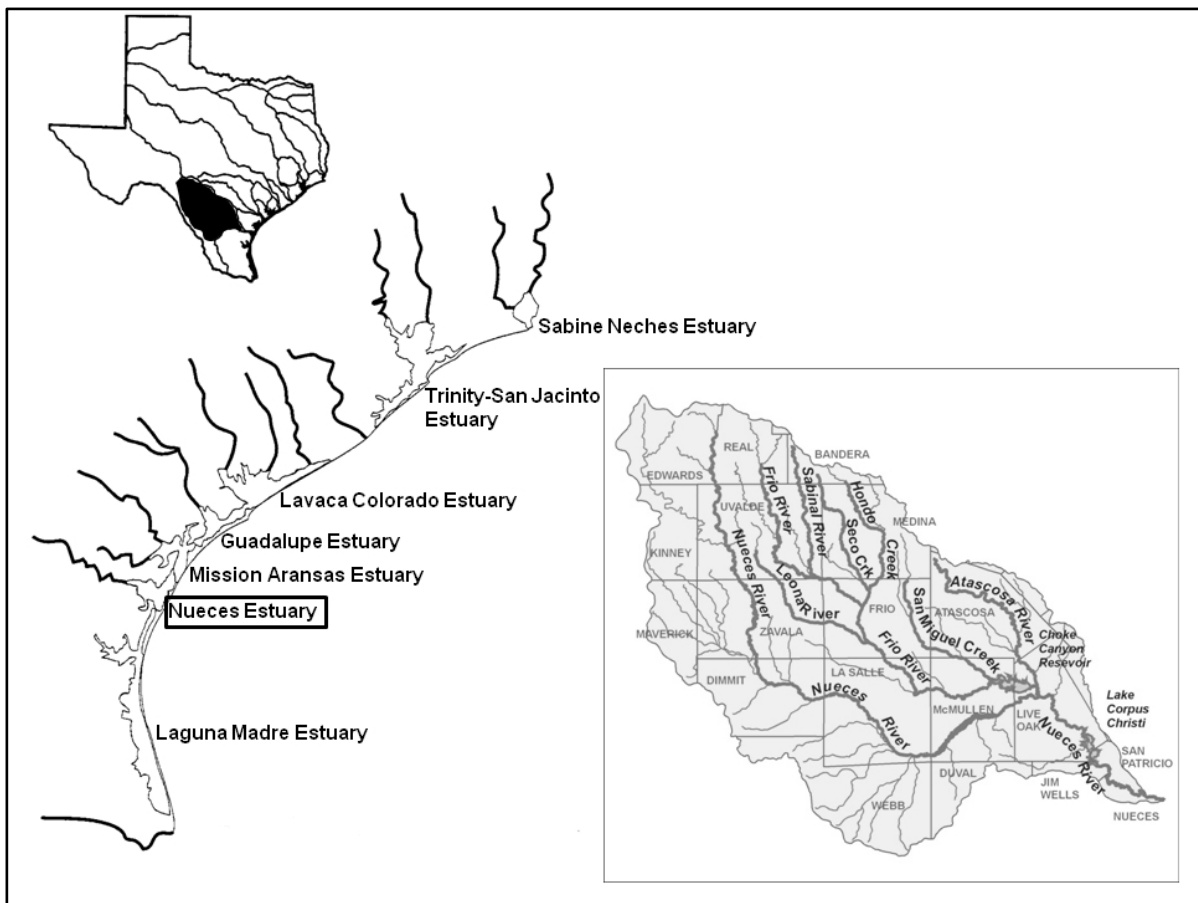 Sabine Neches Estuary
Trinity-San Jacinto
Estuary
Lavaca Colorado Estuary
Guadalupe Estuary
Mission Aransas Estuary
Nueces Estuary
Laguna Madre Estuary
REAL
BANDERA
EDWARDS
Frio River
Sabinal River
Hondo
Creek
UVALDE
Seco Crk
MEDINA
KINNEY
Nueces River
Leona River
FRIO
San Miguel Creek
ATASCOSA
Atascosa River
MAVERICK
ZAVALA
Frio River
Choke
Canyon
Resevoir
DIMMIT
LA SALLE
Nueces
River
McMULLEN
LIVE
OAK
Lake
Corpus
Christi
Nueces River
SAN
PATRICIO
DUVAL
JIM
WELLS
WEBB
NUECES